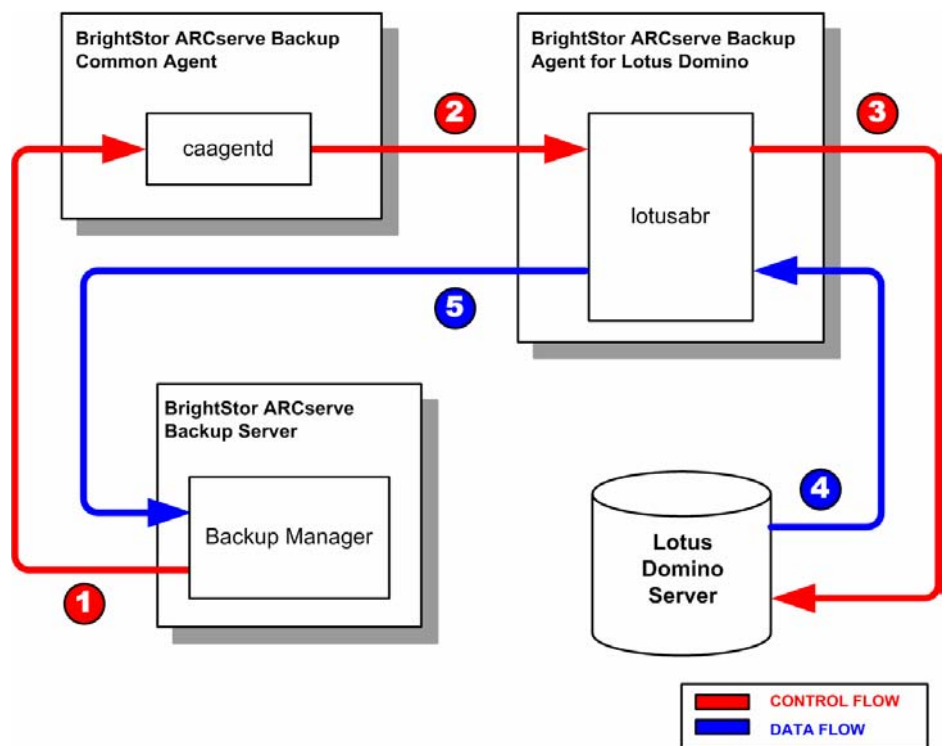 BrightStor ARCserve Backup
Common Agent
caagentd
2
BrightStor ARCserve Backup
Agent for Lotus Domino
lotusabr
3
5
BrightStor ARCserve
Backup Server
Backup Manager
1
4
Lotus
Domino
Server
CONTROL FLOW
DATA FLOW